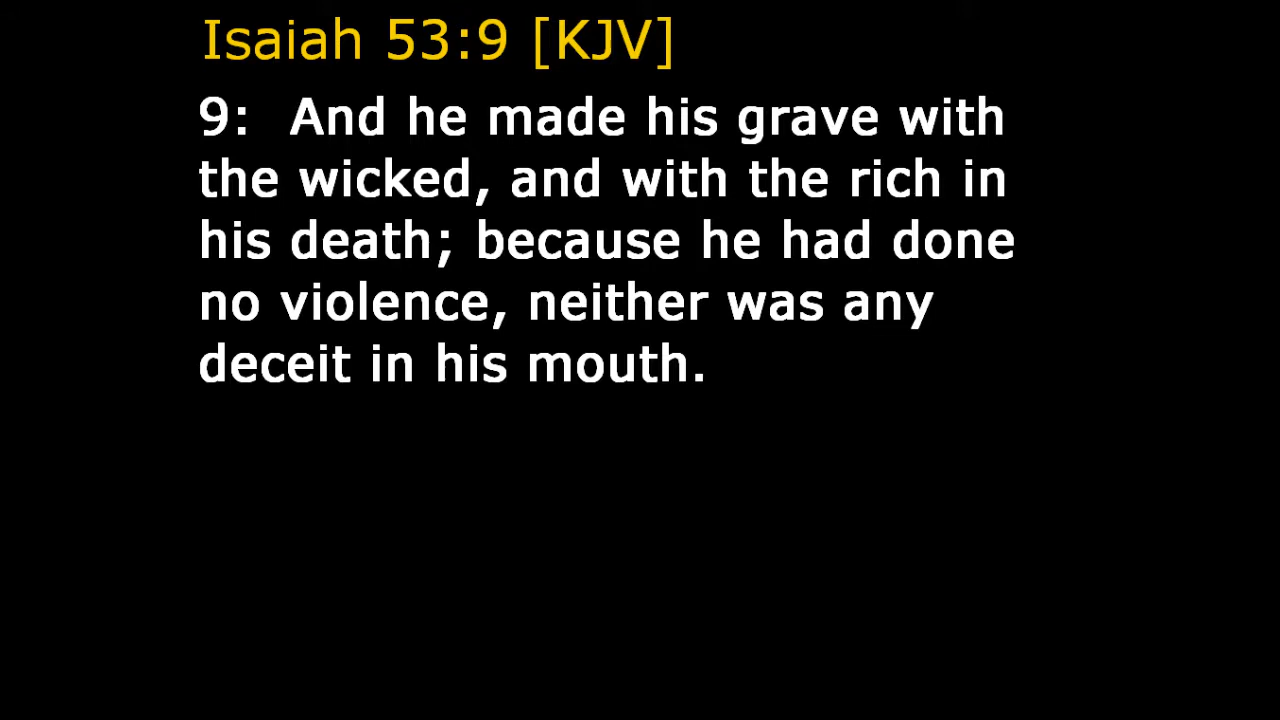 Isaiah 53:9 [KJV]
9: And he made his grave with
the wicked, and with the rich in
his death; because he had done
no violence, neither was any
deceit in his mouth.